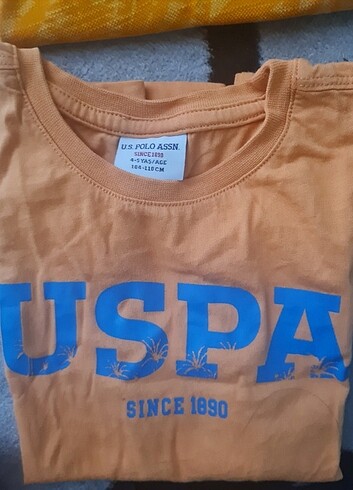 U.S. POLO ASSN.
SINCE 1890
4-5 YAS/AGE
104-110 CM
USPA
SINCE 1890